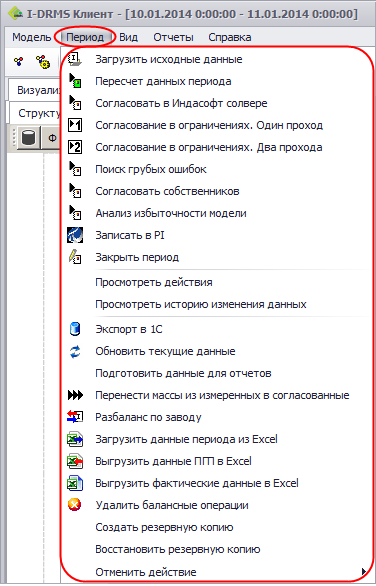 I-DRMS Клиент - [10.01.2014 0:00:00 - 11.01.2014 0:00:00]
Модель Период Вид Отчеты Справка
Загрузить исходные данные
Визуали
Пересчет данных периода
Структу
Согласовать в Индасофт солвере
Ф
Согласование в ограничениях. Один проход
Согласование в ограничениях. Два прохода
Поиск грубых ошибок
Согласовать собственников
Анализ избыточности модели
Записать в PI
Закрыть период
Просмотреть действия
Просмотреть историю изменения данных
Экспорт в 1С
Обновить текущие данные
Подготовить данные для отчетов
Перенести массы из измеренных в согласованные
Разбаланс по заводу
Загрузить данные периода из Excel
Выгрузить данные ПГП в Excel
Выгрузить фактические данные в Excel
Удалить балансные операции
Создать резервную копию
Восстановить резервную копию
Отменить действие